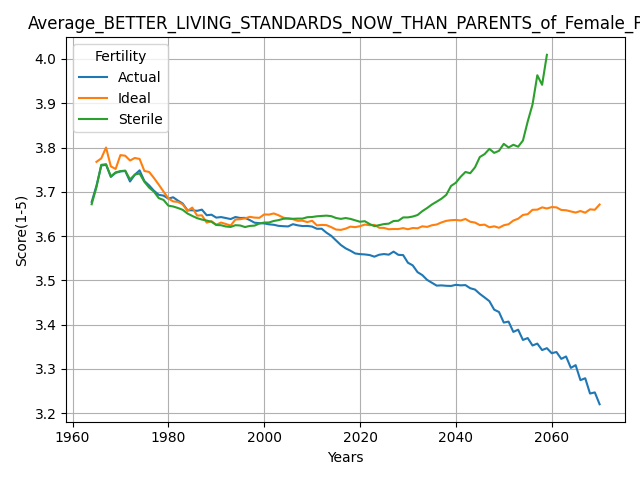 Average_BETTER_LIVING_STANDARDS_NOW_THAN_PARENTS_of_Female_
Fertility
Actual
Ideal
Sterile
4.0
3.9
3.8
3.7
3.6
3.5
3.4
3.3
3.2
Score(1-5)
1960
1980
2000
2020
2040
2060
Years